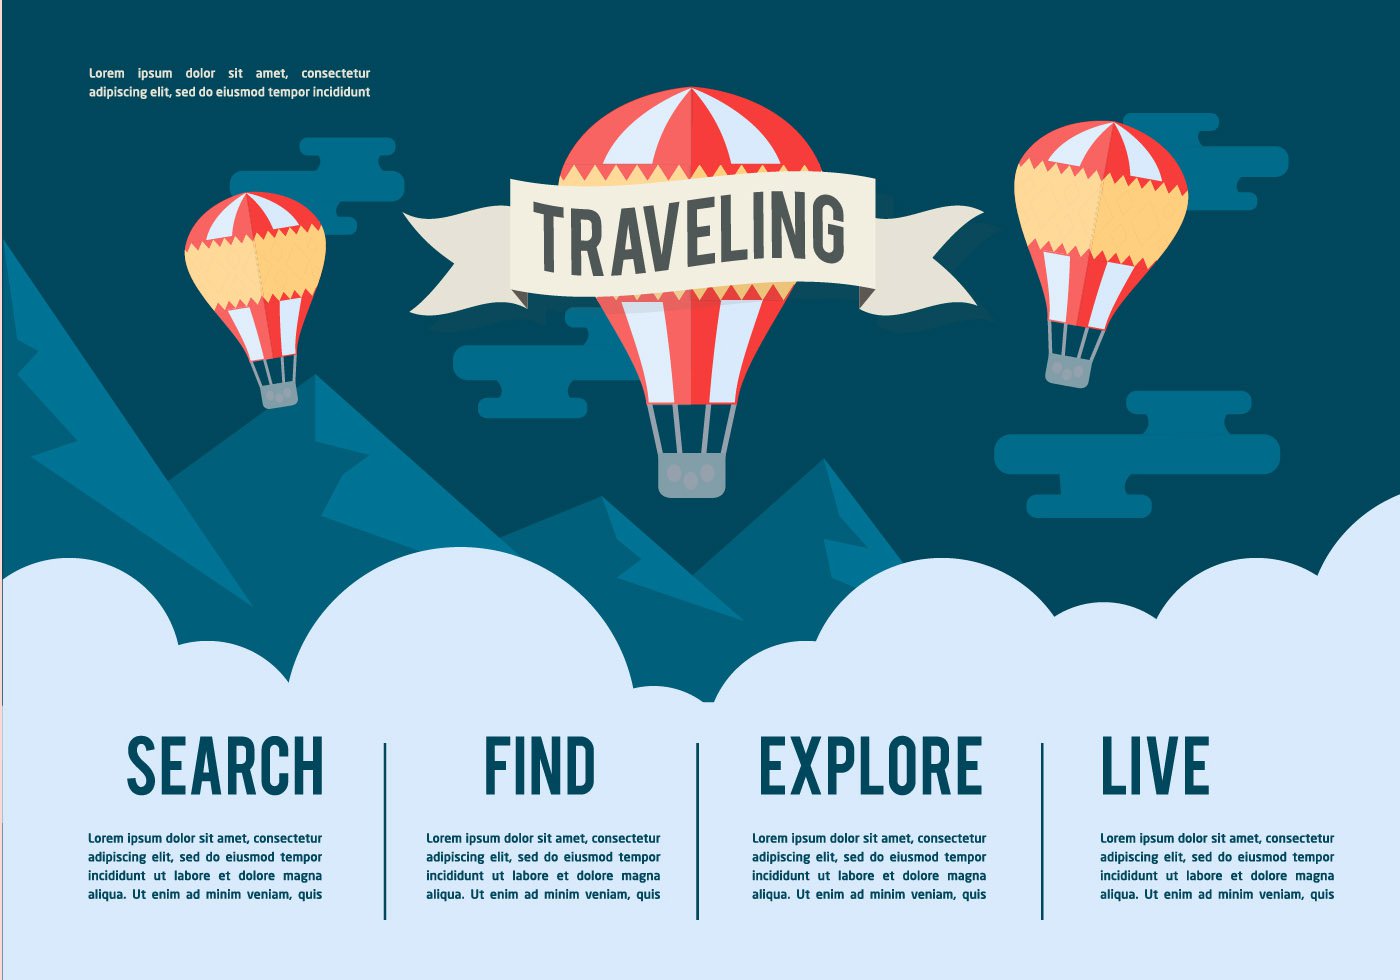 Lorem ipsum dolor sit amet, consectetur
adipiscing elit, sed do eiusmod tempor incididunt
TRAVELING
SEARCH
Lorem ipsum dolor sit amet, consectetur
adipiscing elit, sed do eiusmod tempor
incididunt ut labore et dolore magna
aliqua. Ut enim ad minim veniam, quis
FIND
Lorem ipsum dolor sit amet, consectetur
adipiscing elit, sed do eiusmod tempor
incididunt ut labore et dolore magna
aliqua. Ut enim ad minim veniam, quis
EXPLORE
Lorem ipsum dolor sit amet, consectetur
adipiscing elit, sed do eiusmod tempor
incididunt ut labore et dolore magna
aliqua. Ut enim ad minim veniam, quis
LIVE
Lorem ipsum dolor sit amet, consectetur
adipiscing elit, sed do eiusmod tempor
incididunt ut labore et dolore magna
aliqua. Ut enim ad minim veniam, quis